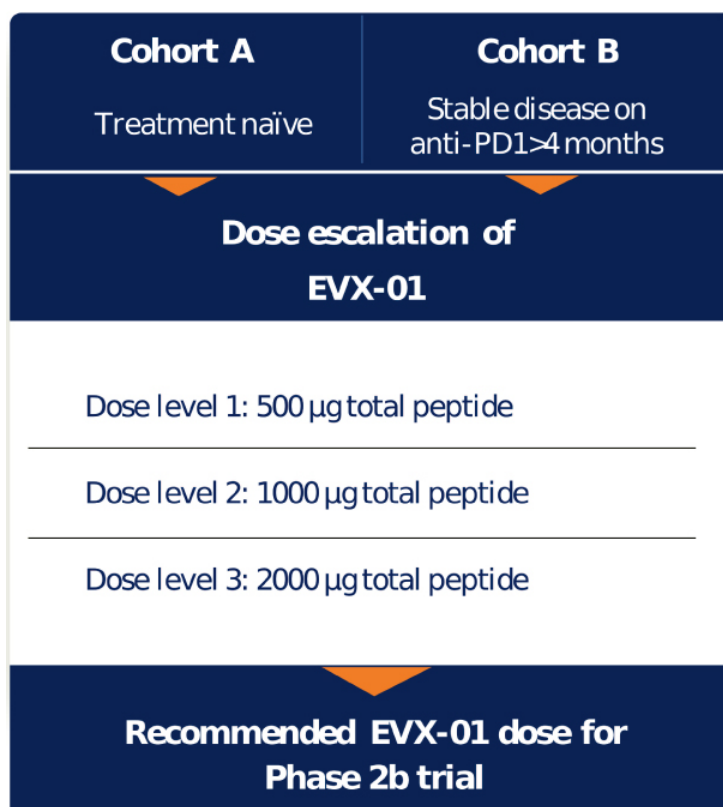 Cohort A
Treatment naïve
Cohort B
Stable disease on
anti-PD1>4 months
Dose escalation of
EVX-01
Dose level 1: 500 µg total peptide
Dose level 2: 1000 µg total peptide
Dose level 3: 2000 µg total peptide
Recommended EVX-01 dose for
Phase 2b trial